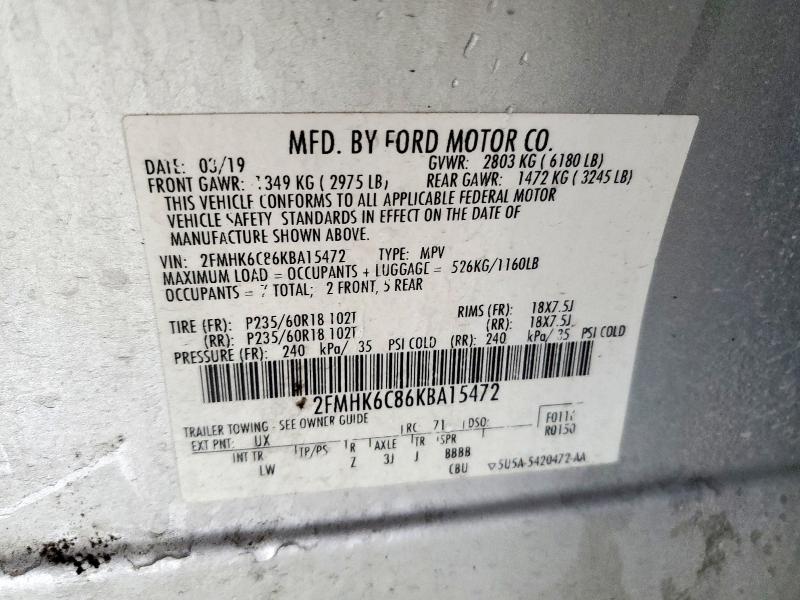 MFD. BY FORD MOTOR CO.
DATE: 03/19 GVWR: 2803 KG ( 6180 LB)
FRONT GAWR: 1349 KG ( 2975 LB) REAR GAWR: 1472 KG ( 3245 LB)
THIS VEHICLE CONFORMS TO ALL APPLICABLE FEDERAL MOTOR
VEHICLE SAFETY STANDARDS IN EFFECT ON THE DATE OF
MANUFACTURE SHOWN ABOVE.
VIN: 2FMHK6C86KBA15472 TYPE: MPV
MAXIMUM LOAD = OCCUPANTS + LUGGAGE = 526KG/1160LB
OCCUPANTS = 7 TOTAL; 2 FRONT, 5 REAR
TIRE (FR): P235/60R18 102T RIMS (FR): 18X7.5J
(RR): P235/60R18 102T (RR): 18X7.5J
PRESSURE (FR): 240 kPa/ 35 PSI COLD (RR): 240 kPa/ 35 PSI COLD
2FMHK6C86KBA15472
TRAILER TOWING - SEE OWNER GUIDE
EXT PNT: UX RC: 71 DSO: F0111
INT TR TP/PS R AXLE TR SPR R0150
LW Z 3J J BBBB
CBU 5U5A-5420472-AA